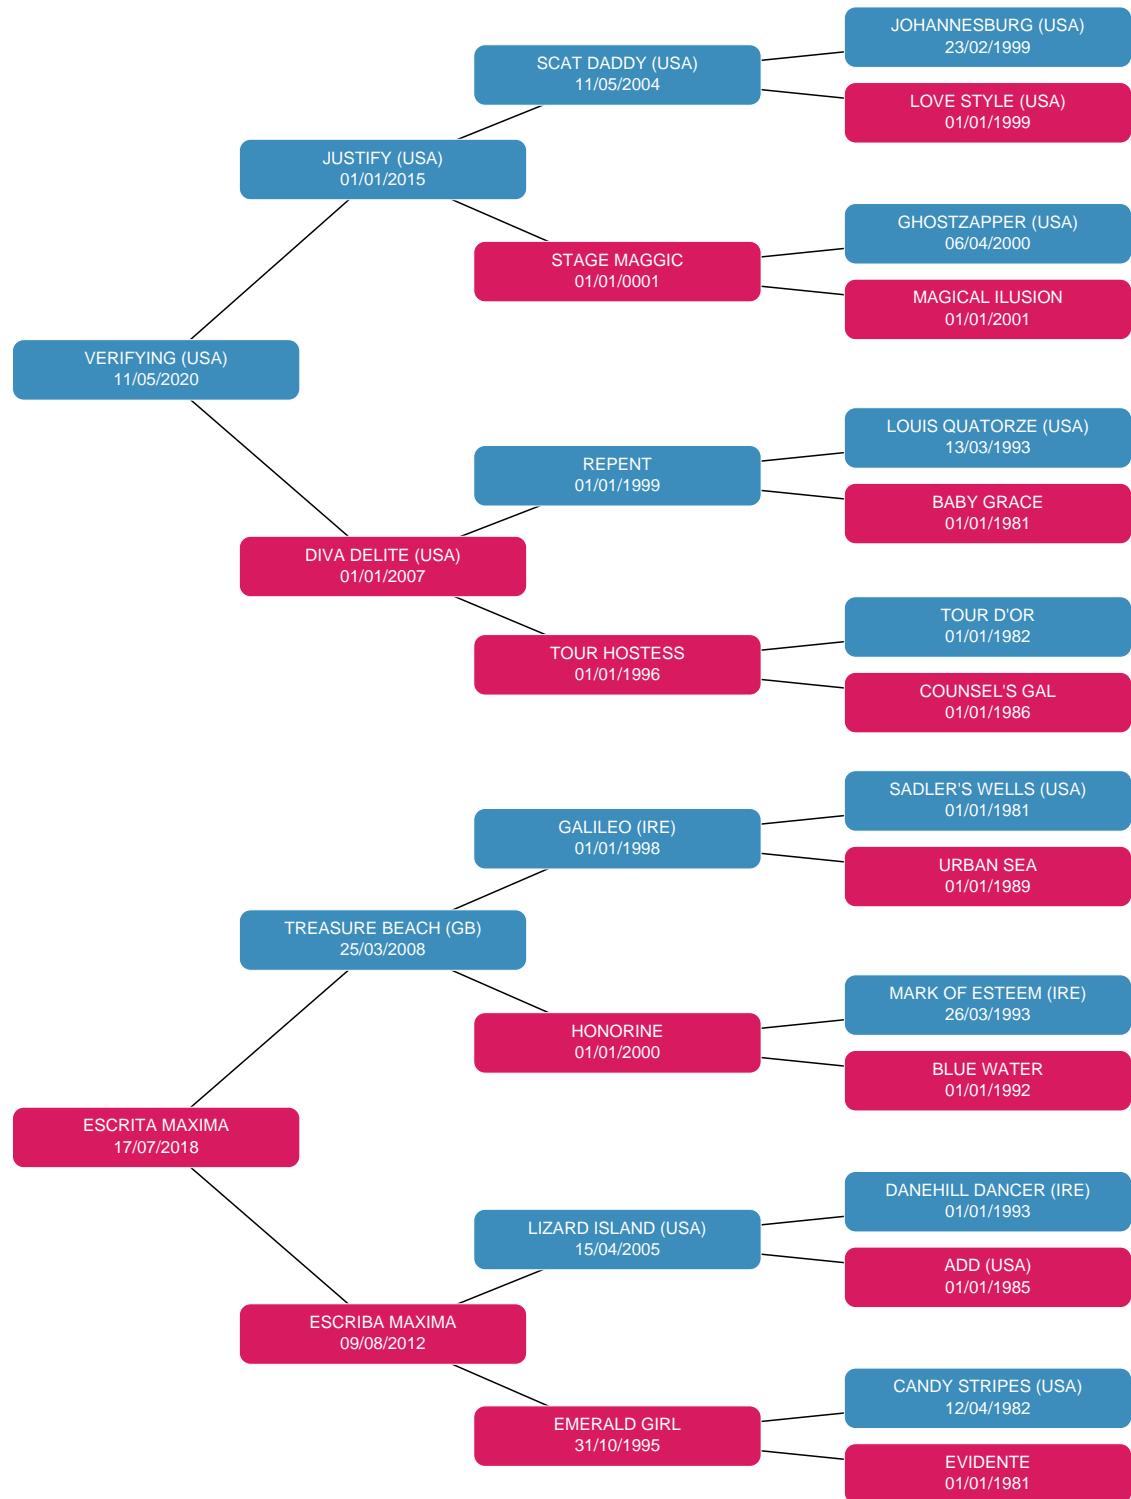 JOHANNESBURG (USA)
23/02/1999
SCAT DADDY (USA)
11/05/2004
LOVE STYLE (USA)
01/01/1999
JUSTIFY (USA)
01/01/2015
GHOSTZAPPER (USA)
06/04/2000
STAGE MAGGIC
01/01/0001
MAGICAL ILUSION
01/01/2001
VERIFYING (USA)
11/05/2020
LOUIS QUATORZE (USA)
13/03/1993
REPENT
01/01/1999
BABY GRACE
01/01/1981
DIVA DELITE (USA)
01/01/2007
TOUR D'OR
01/01/1982
TOUR HOSTESS
01/01/1996
COUNSEL'S GAL
01/01/1986
SADLER'S WELLS (USA)
01/01/1981
GALILEO (IRE)
01/01/1998
URBAN SEA
01/01/1989
TREASURE BEACH (GB)
25/03/2008
MARK OF ESTEEM (IRE)
26/03/1993
HONORINE
01/01/2000
BLUE WATER
01/01/1992
ESCRITA MAXIMA
17/07/2018
DANEHILL DANCER (IRE)
01/01/1993
LIZARD ISLAND (USA)
15/04/2005
ADD (USA)
01/01/1985
ESCRIBA MAXIMA
09/08/2012
CANDY STRIPES (USA)
12/04/1982
EMERALD GIRL
31/10/1995
EVIDENTE
01/01/1981